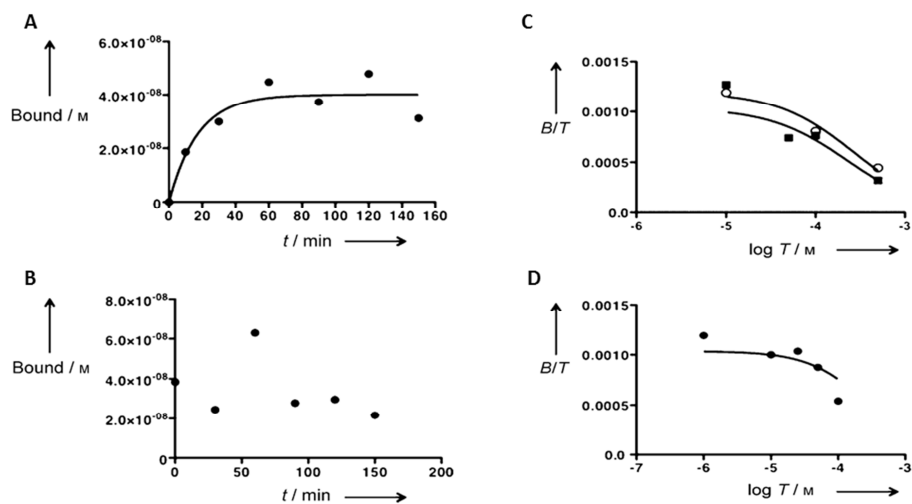 A
6.0×10-08
4.0×10-08
2.0×10-08
0
Bound / M
0 20 40 60 80 100 120 140 160
t / min
B
8.0×10-08
6.0×10-08
4.0×10-08
2.0×10-08
0
Bound / M
0 50 100 150 200
t / min
C
0.0015
0.0010
0.0005
0.0
B/T
-6 -5 -4 -3
log T / M
D
0.0015
0.0010
0.0005
0.0
B/T
-7 -6 -5 -4 -3
log T / M